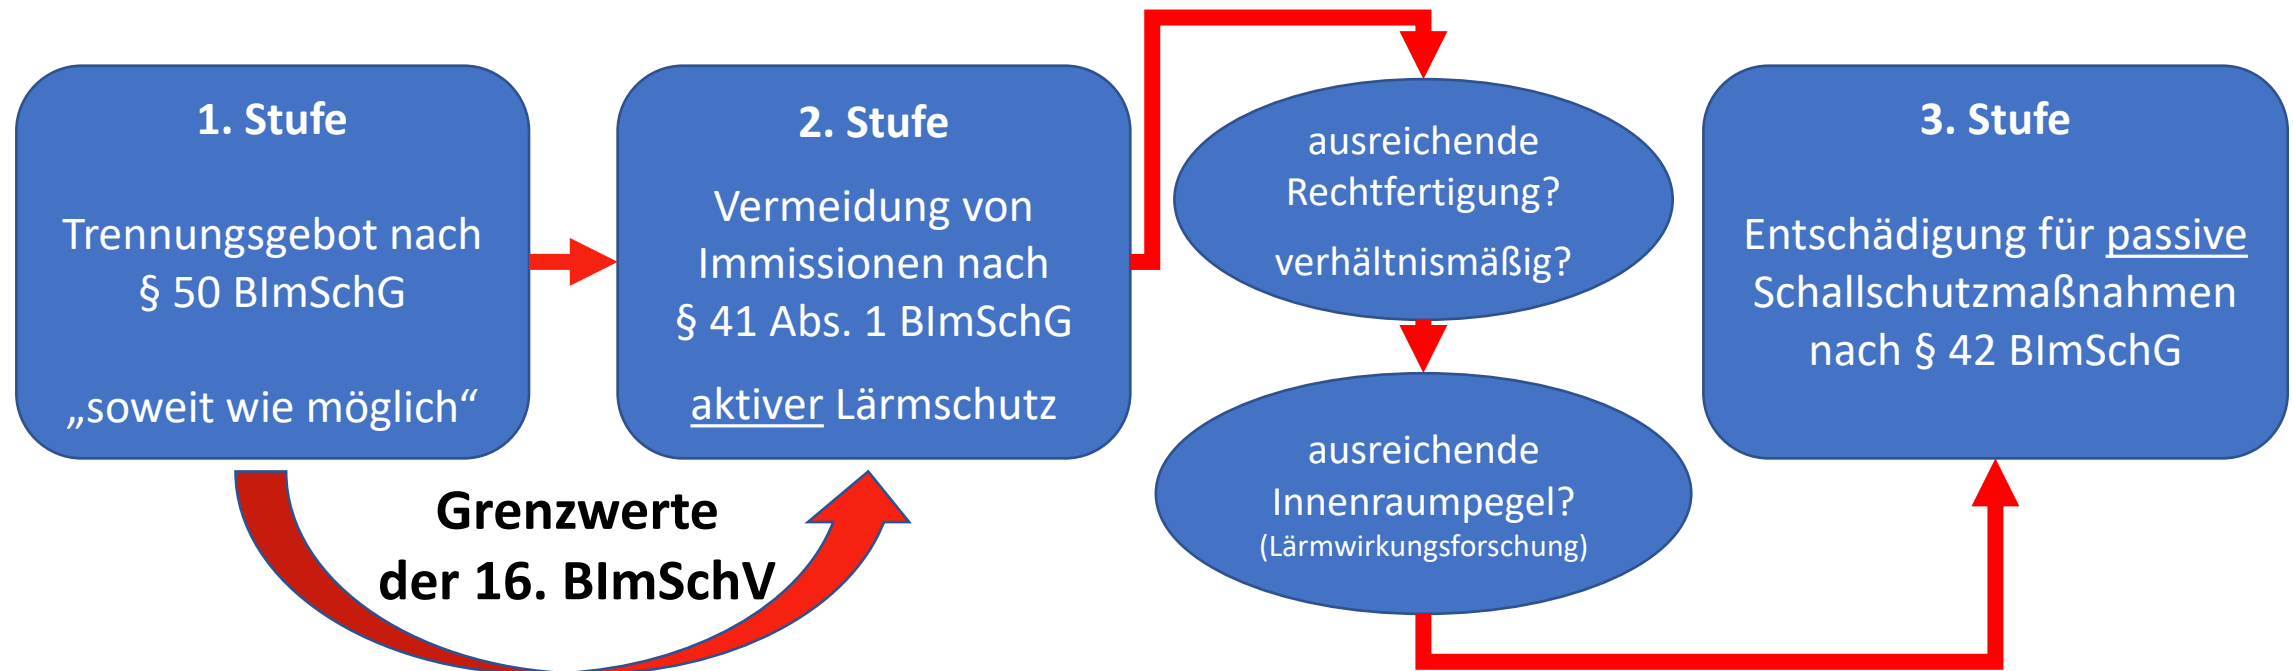 1. Stufe
Trennungsgebot nach
§ 50 BImSchG
„soweit wie möglich“
2. Stufe
Vermeidung von
Immissionen nach
§ 41 Abs. 1 BImSchG
aktiver Lärmschutz
Grenzwerte
der 16. BImSchV
ausreichende
Rechtfertigung?
verhältnismäßig?
ausreichende
Innenraumpegel?
(Lärmwirkungsforschung)
3. Stufe
Entschädigung für passive
Schallschutzmaßnahmen
nach § 42 BImSchG